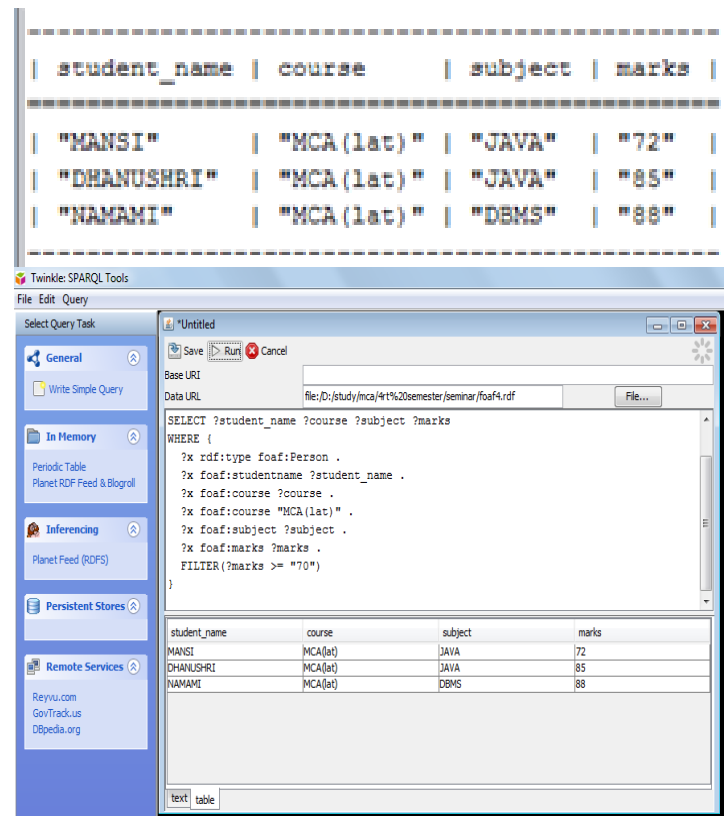 | student_name | course | subject | marks |
| "MANSI" | "MCA(lat)" | "JAVA" | "72" |
| "DHANUSHRI" | "MCA(lat)" | "JAVA" | "85" |
| "NAMAMI" | "MCA(lat)" | "DBMS" | "88" |
Twinkle: SPARQL Tools
File Edit Query
Select Query Task
General
Write Simple Query
In Memory
Periodic Table
Planet RDF Feed & Blogroll
Inferencing
Planet Feed (RDFS)
Persistent Stores
Remote Services
Reyvu.com
GovTrack.us
DBpedia.org
*Untitled
Save Run Cancel
Base URI
Data URL file:/D:/study/mca/4rt%20semester/seminar/foaf4.rdf File...
SELECT ?student_name ?course ?subject ?marks
WHERE {
?x rdf:type foaf:Person .
?x foaf:studentname ?student_name .
?x foaf:course ?course .
?x foaf:course "MCA(lat)" .
?x foaf:subject ?subject .
?x foaf:marks ?marks .
FILTER(?marks >= "70")
}
student_name course subject marks
MANSI MCA(lat) JAVA 72
DHANUSHRI MCA(lat) JAVA 85
NAMAMI MCA(lat) DBMS 88
text table